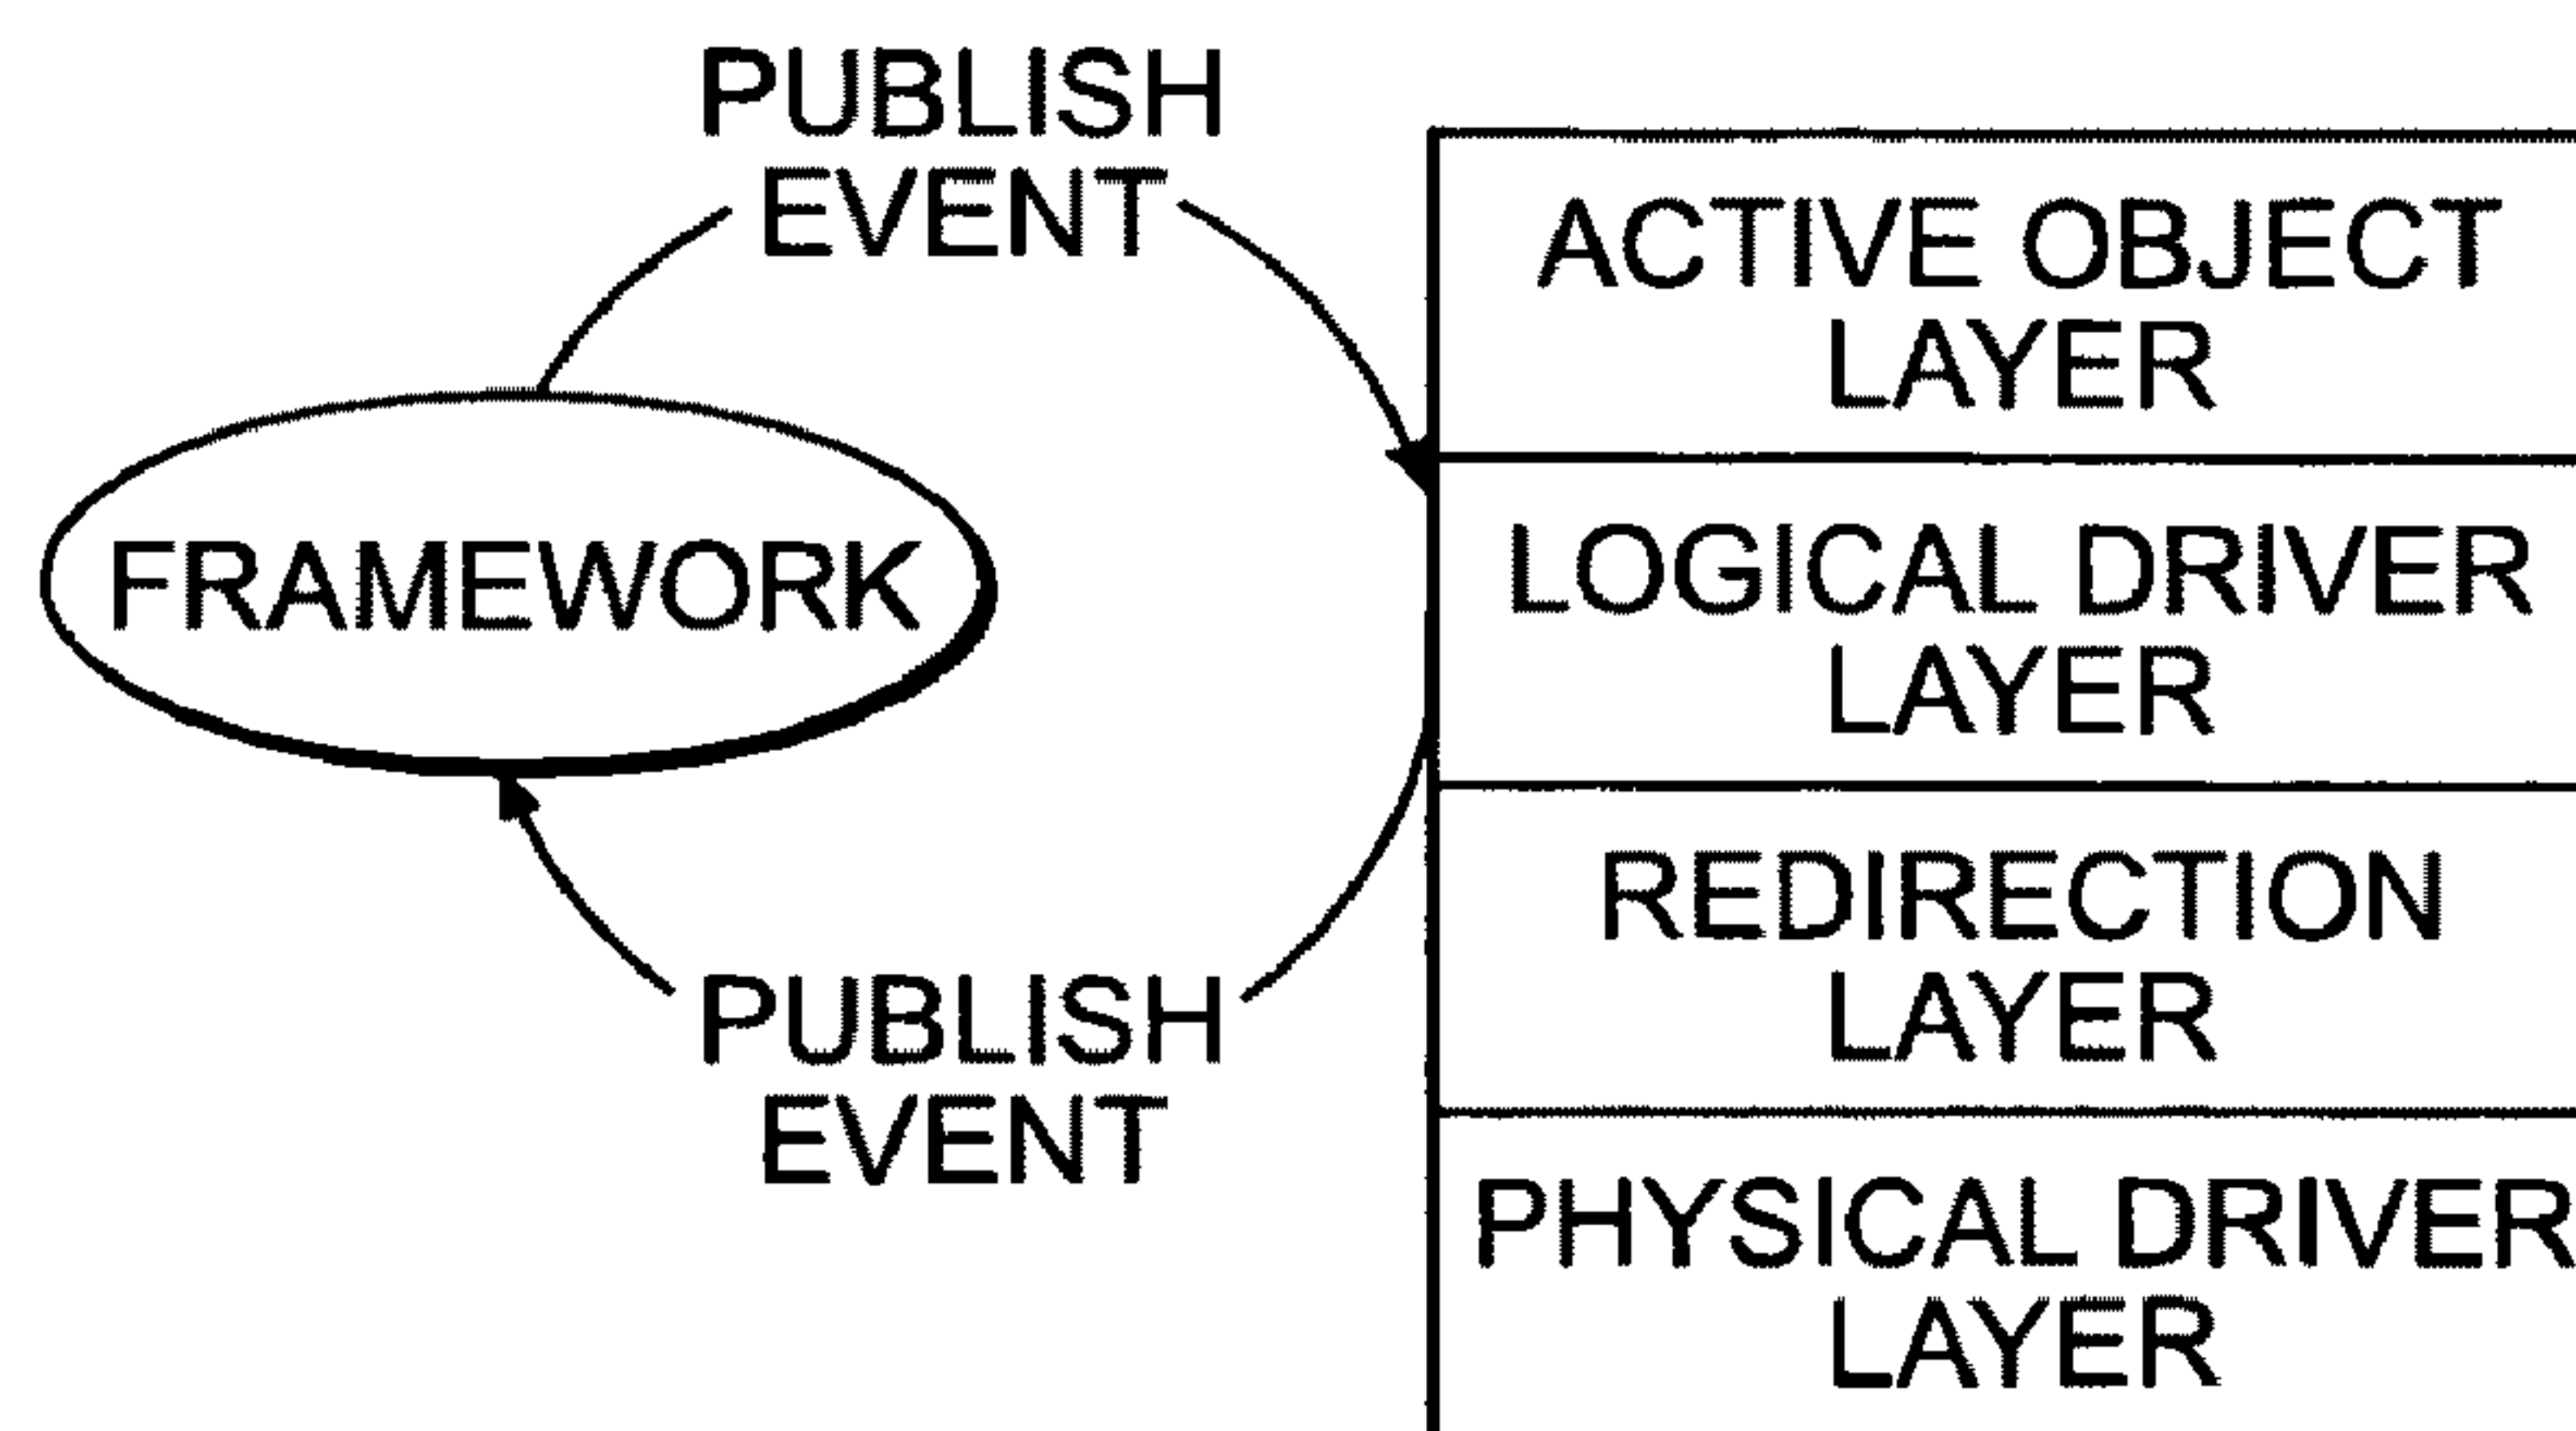 PUBLISH
EVENT
FRAMEWORK
PUBLISH
EVENT
ACTIVE OBJECT
LAYER
LOGICAL DRIVER
LAYER
REDIRECTION
LAYER
PHYSICAL DRIVER
LAYER